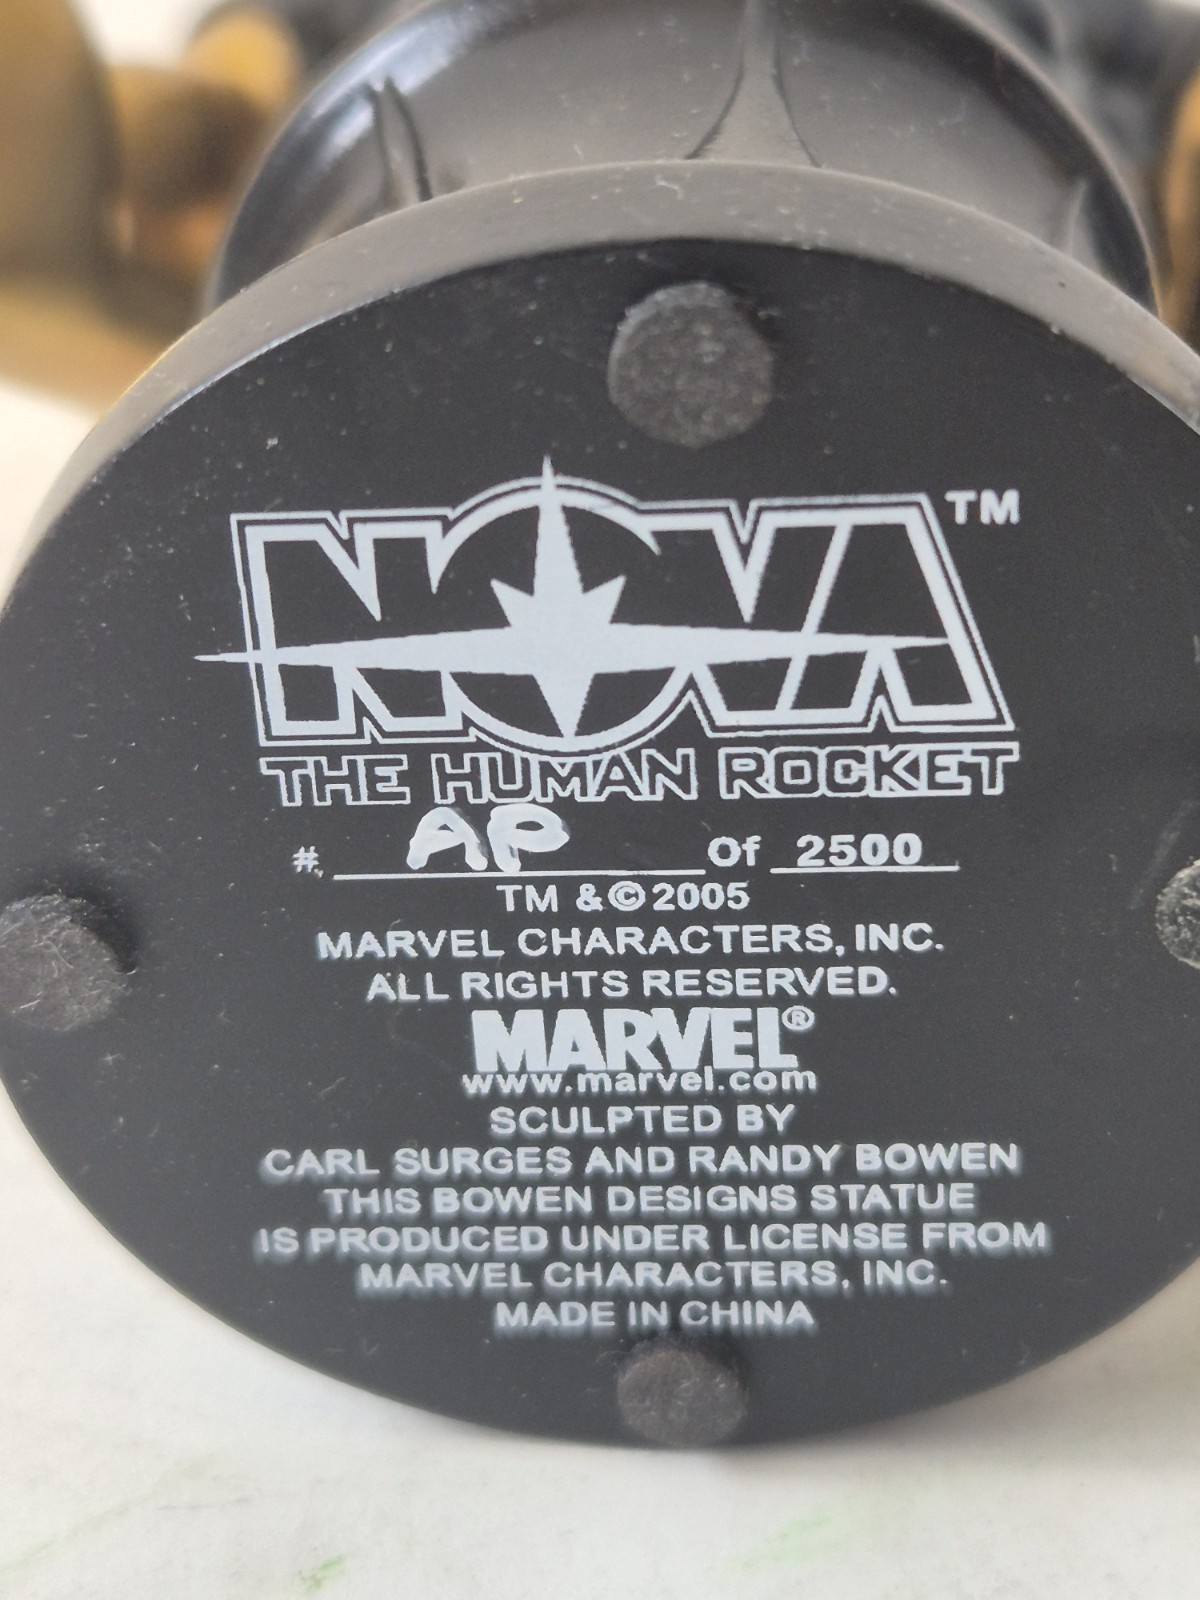 NOVA™
THE HUMAN ROCKET
#. AP Of 2500
TM & © 2005
MARVEL CHARACTERS, INC.
ALL RIGHTS RESERVED.
MARVEL®
www.marvel.com
SCULPTED BY
CARL SURGES AND RANDY BOWEN
THIS BOWEN DESIGNS STATUE
IS PRODUCED UNDER LICENSE FROM
MARVEL CHARACTERS, INC.
MADE IN CHINA